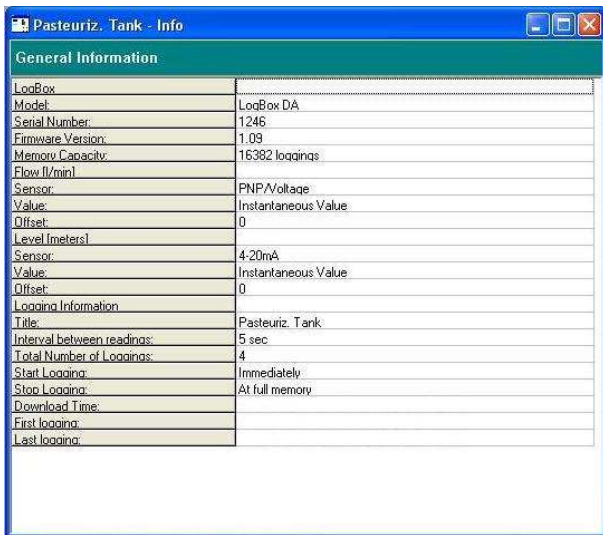 Pasteuriz. Tank - Info
General Information
LogBox
Model: LogBox DA
Serial Number: 1246
Firmware Version: 1.09
Memory Capacity: 16382 loggings
Flow [l/min]
Sensor: PNP/Voltage
Value: Instantaneous Value
Offset: 0
Level [meters]
Sensor: 4-20mA
Value: Instantaneous Value
Offset: 0
Logging Information
Title: Pasteuriz. Tank
Interval between readings: 5 sec
Total Number of Loggings: 4
Start Logging: Immediately
Stop Logging: At full memory
Download Time:
First logging:
Last logging: